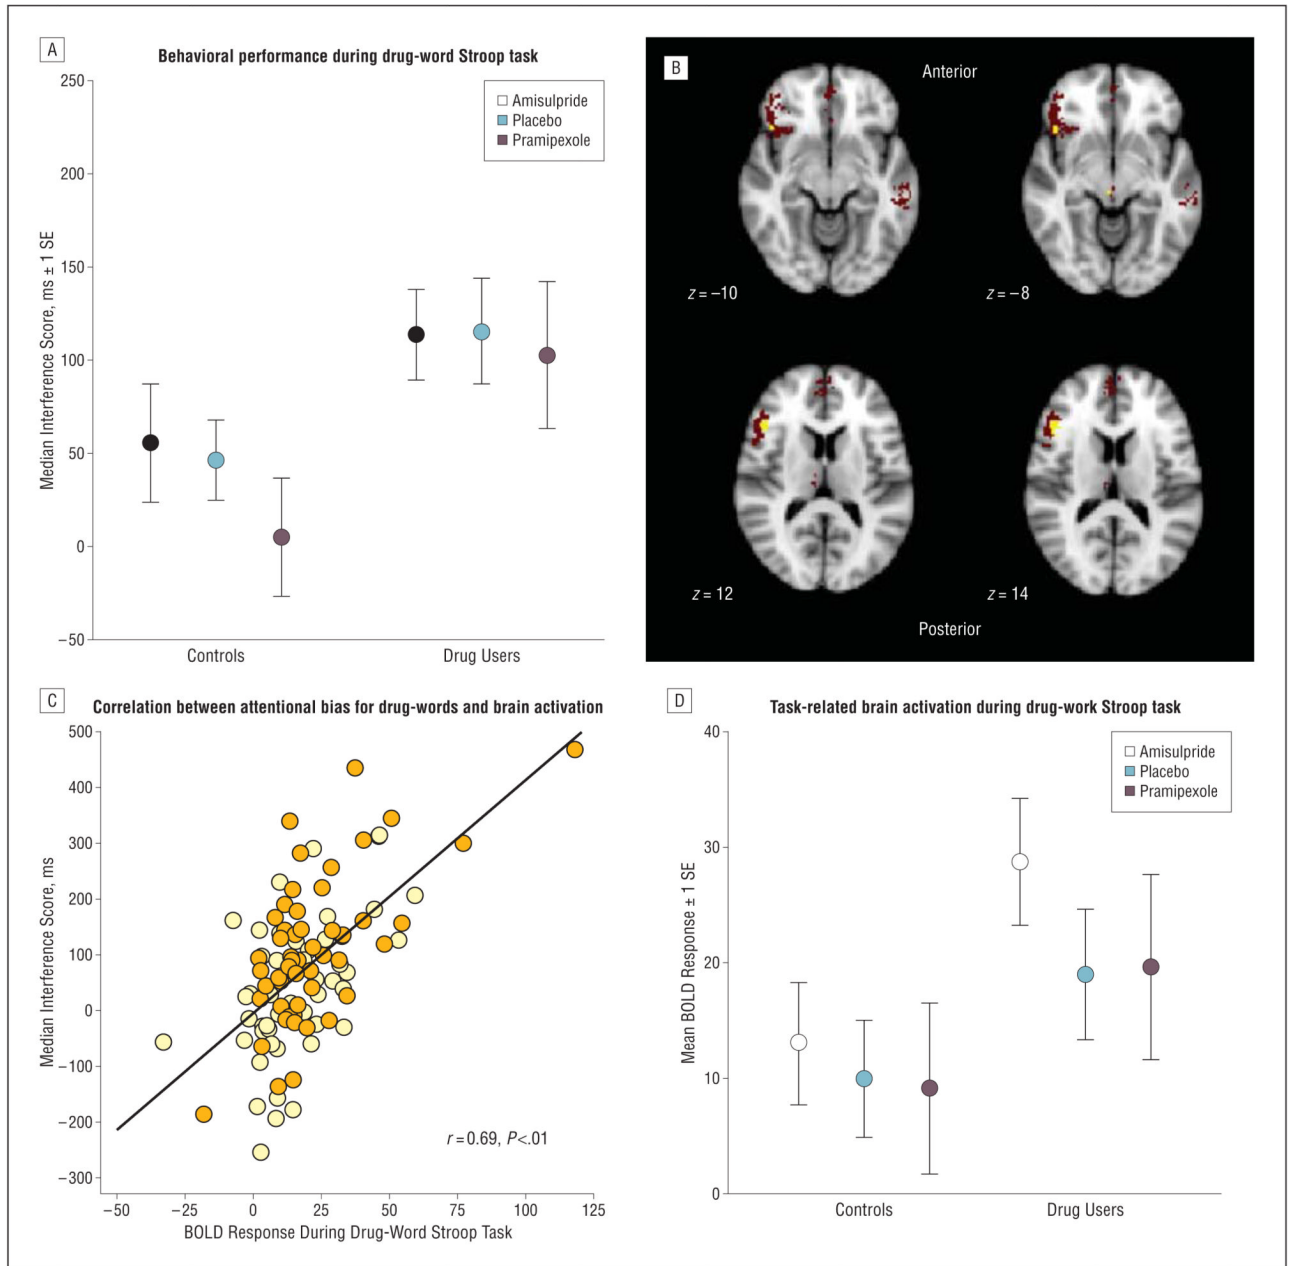 A
Behavioral performance during drug-word Stroop task
250
200
150
100
50
0
−50
Median Interference Score, ms ± 1 SE
Amisulpride
Placebo
Pramipexole
Controls
Drug Users
B
Anterior
z = −10
z = −8
z = 12
z = 14
Posterior
C
Correlation between attentional bias for drug-words and brain activation
500
400
300
200
100
0
−100
−200
−300
Median Interference Score, ms
r = 0.69, P<.01
−50
−25
0
25
50
75
100
125
BOLD Response During Drug-Word Stroop Task
D
Task-related brain activation during drug-work Stroop task
40
30
20
10
0
Mean BOLD Response ± 1 SE
Amisulpride
Placebo
Pramipexole
Controls
Drug Users